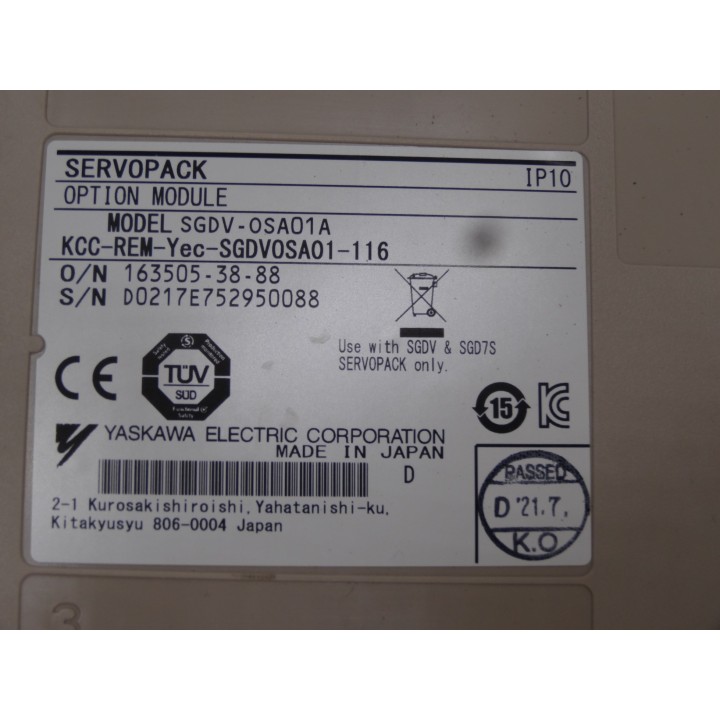 SERVOPACK
IP10
OPTION MODULE
MODEL SGDV-OSA01A
KCC-REM-Yec-SGDVOSA01-116
O/N 163505-38-88
S/N D0217E752950088
Use with SGDV & SGD7S
SERVOPACK only.
CE
TÜV
SÜD
Functional
Safety
15
YASKAWA ELECTRIC CORPORATION
MADE IN JAPAN
D
2-1 Kurosakishiroishi, Yahatanishi-ku,
Kitakyusyu 806-0004 Japan
PASSED
D '21.7.
K.O
3